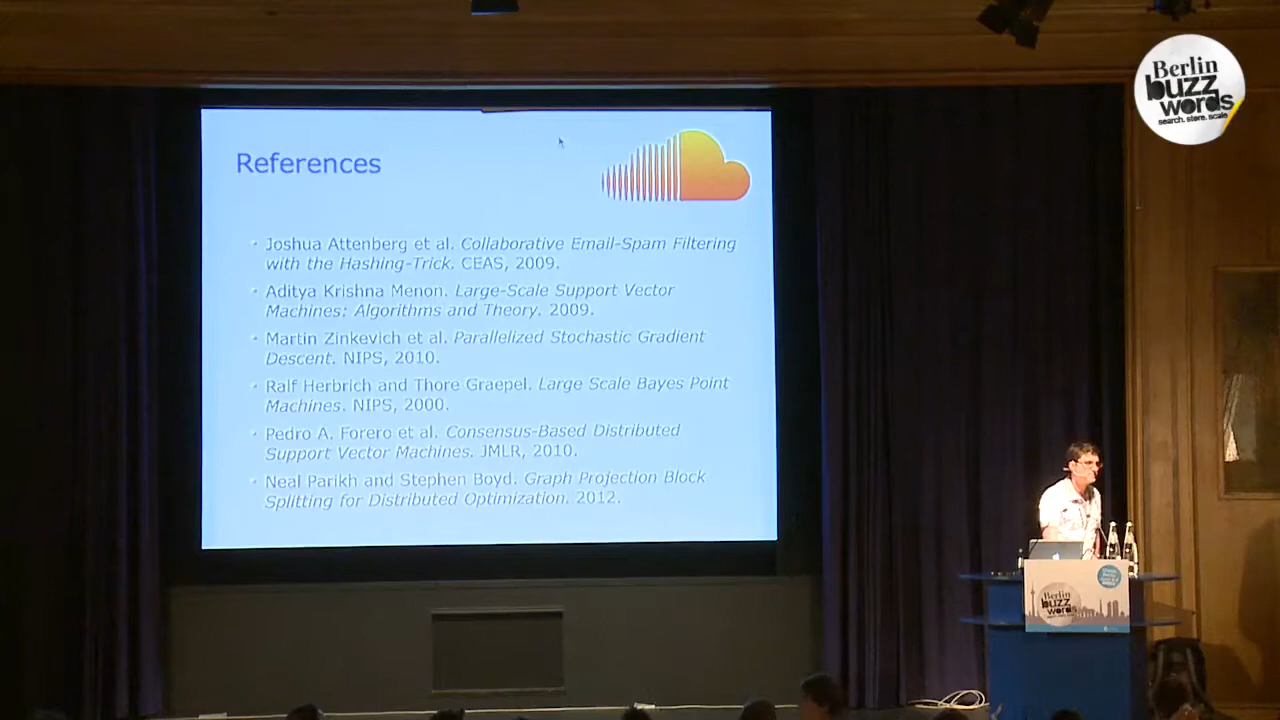 Berlin
buzz
words
search. store. scale
References
• Joshua Attenberg et al. Collaborative Email-Spam Filtering
with the Hashing-Trick. CEAS, 2009.
• Aditya Krishna Menon. Large-Scale Support Vector
Machines: Algorithms and Theory. 2009.
• Martin Zinkevich et al. Parallelized Stochastic Gradient
Descent. NIPS, 2010.
• Ralf Herbrich and Thore Graepel. Large Scale Bayes Point
Machines. NIPS, 2000.
• Pedro A. Forero et al. Consensus-Based Distributed
Support Vector Machines. JMLR, 2010.
• Neal Parikh and Stephen Boyd. Graph Projection Block
Splitting for Distributed Optimization. 2012.
Berlin
buzz
words